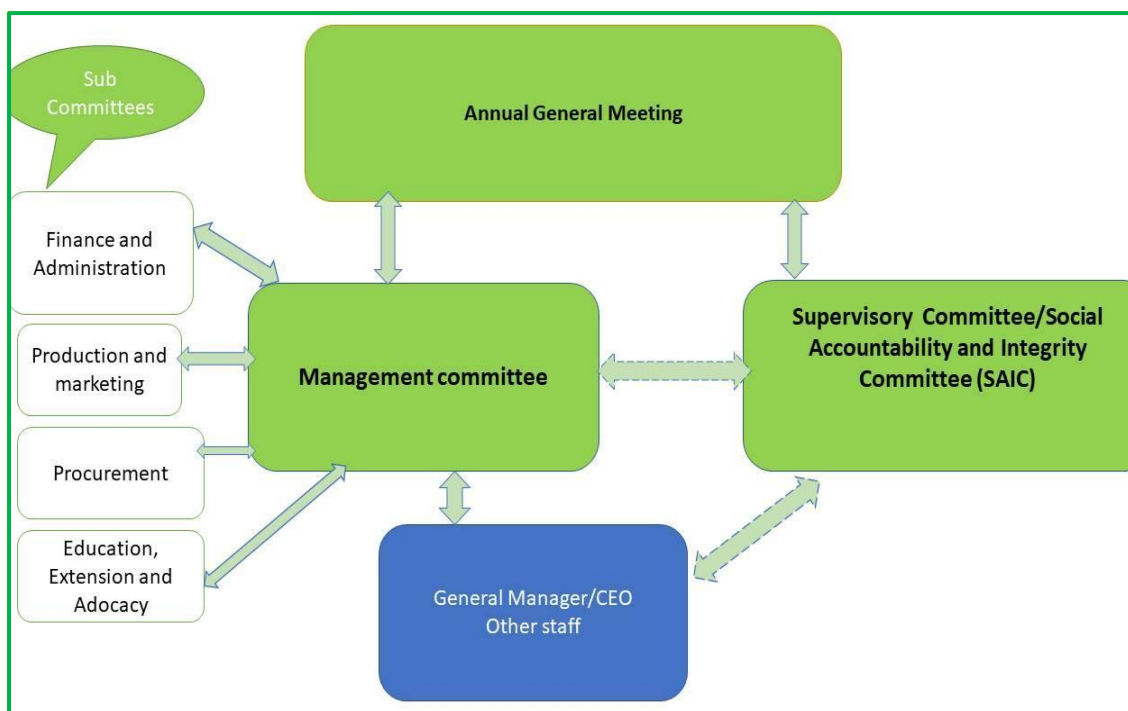 Sub
Committees
Annual General Meeting
Finance and
Administration
Production and
marketing
Procurement
Education,
Extension and
Adocacy
Management committee
Supervisory Committee/Social
Accountability and Integrity
Committee (SAIC)
General Manager/CEO
Other staff